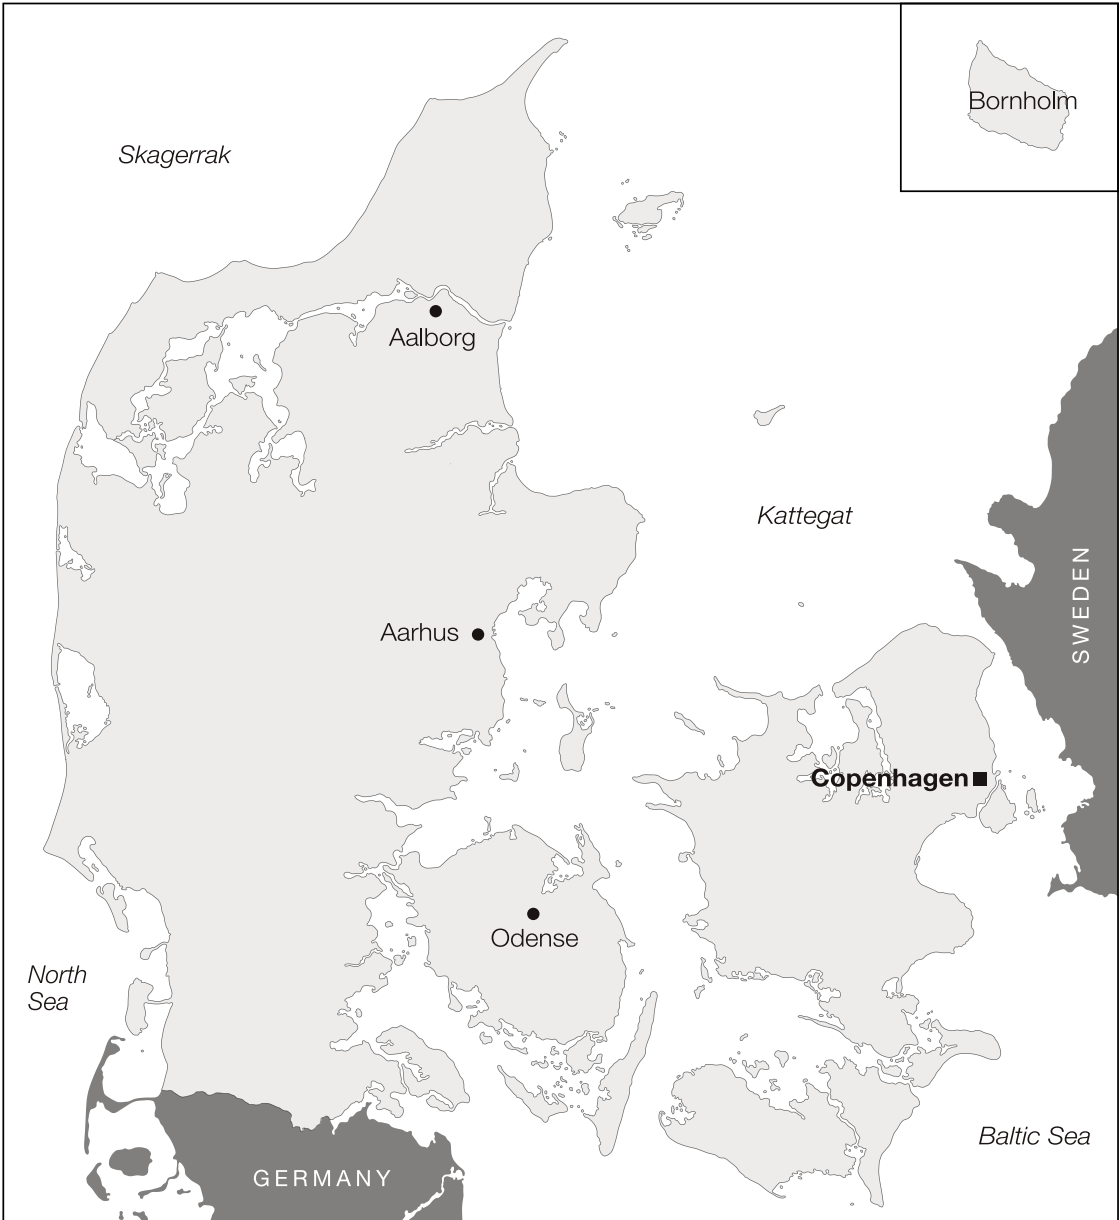 Bornholm
Skagerrak
Aalborg
Kattegat
SWEDEN
Aarhus
Copenhagen
Odense
North
Sea
Baltic Sea
GERMANY